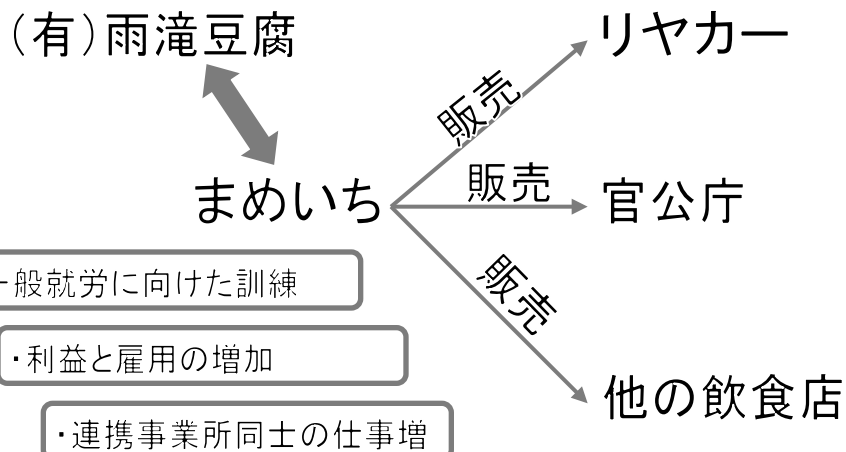 （有）雨滝豆腐
リヤカー
販売
まめいち
販売
官公庁
般就労に向けた訓練
販売
・利益と雇用の増加
他の飲食店
・連携事業所同士の仕事増